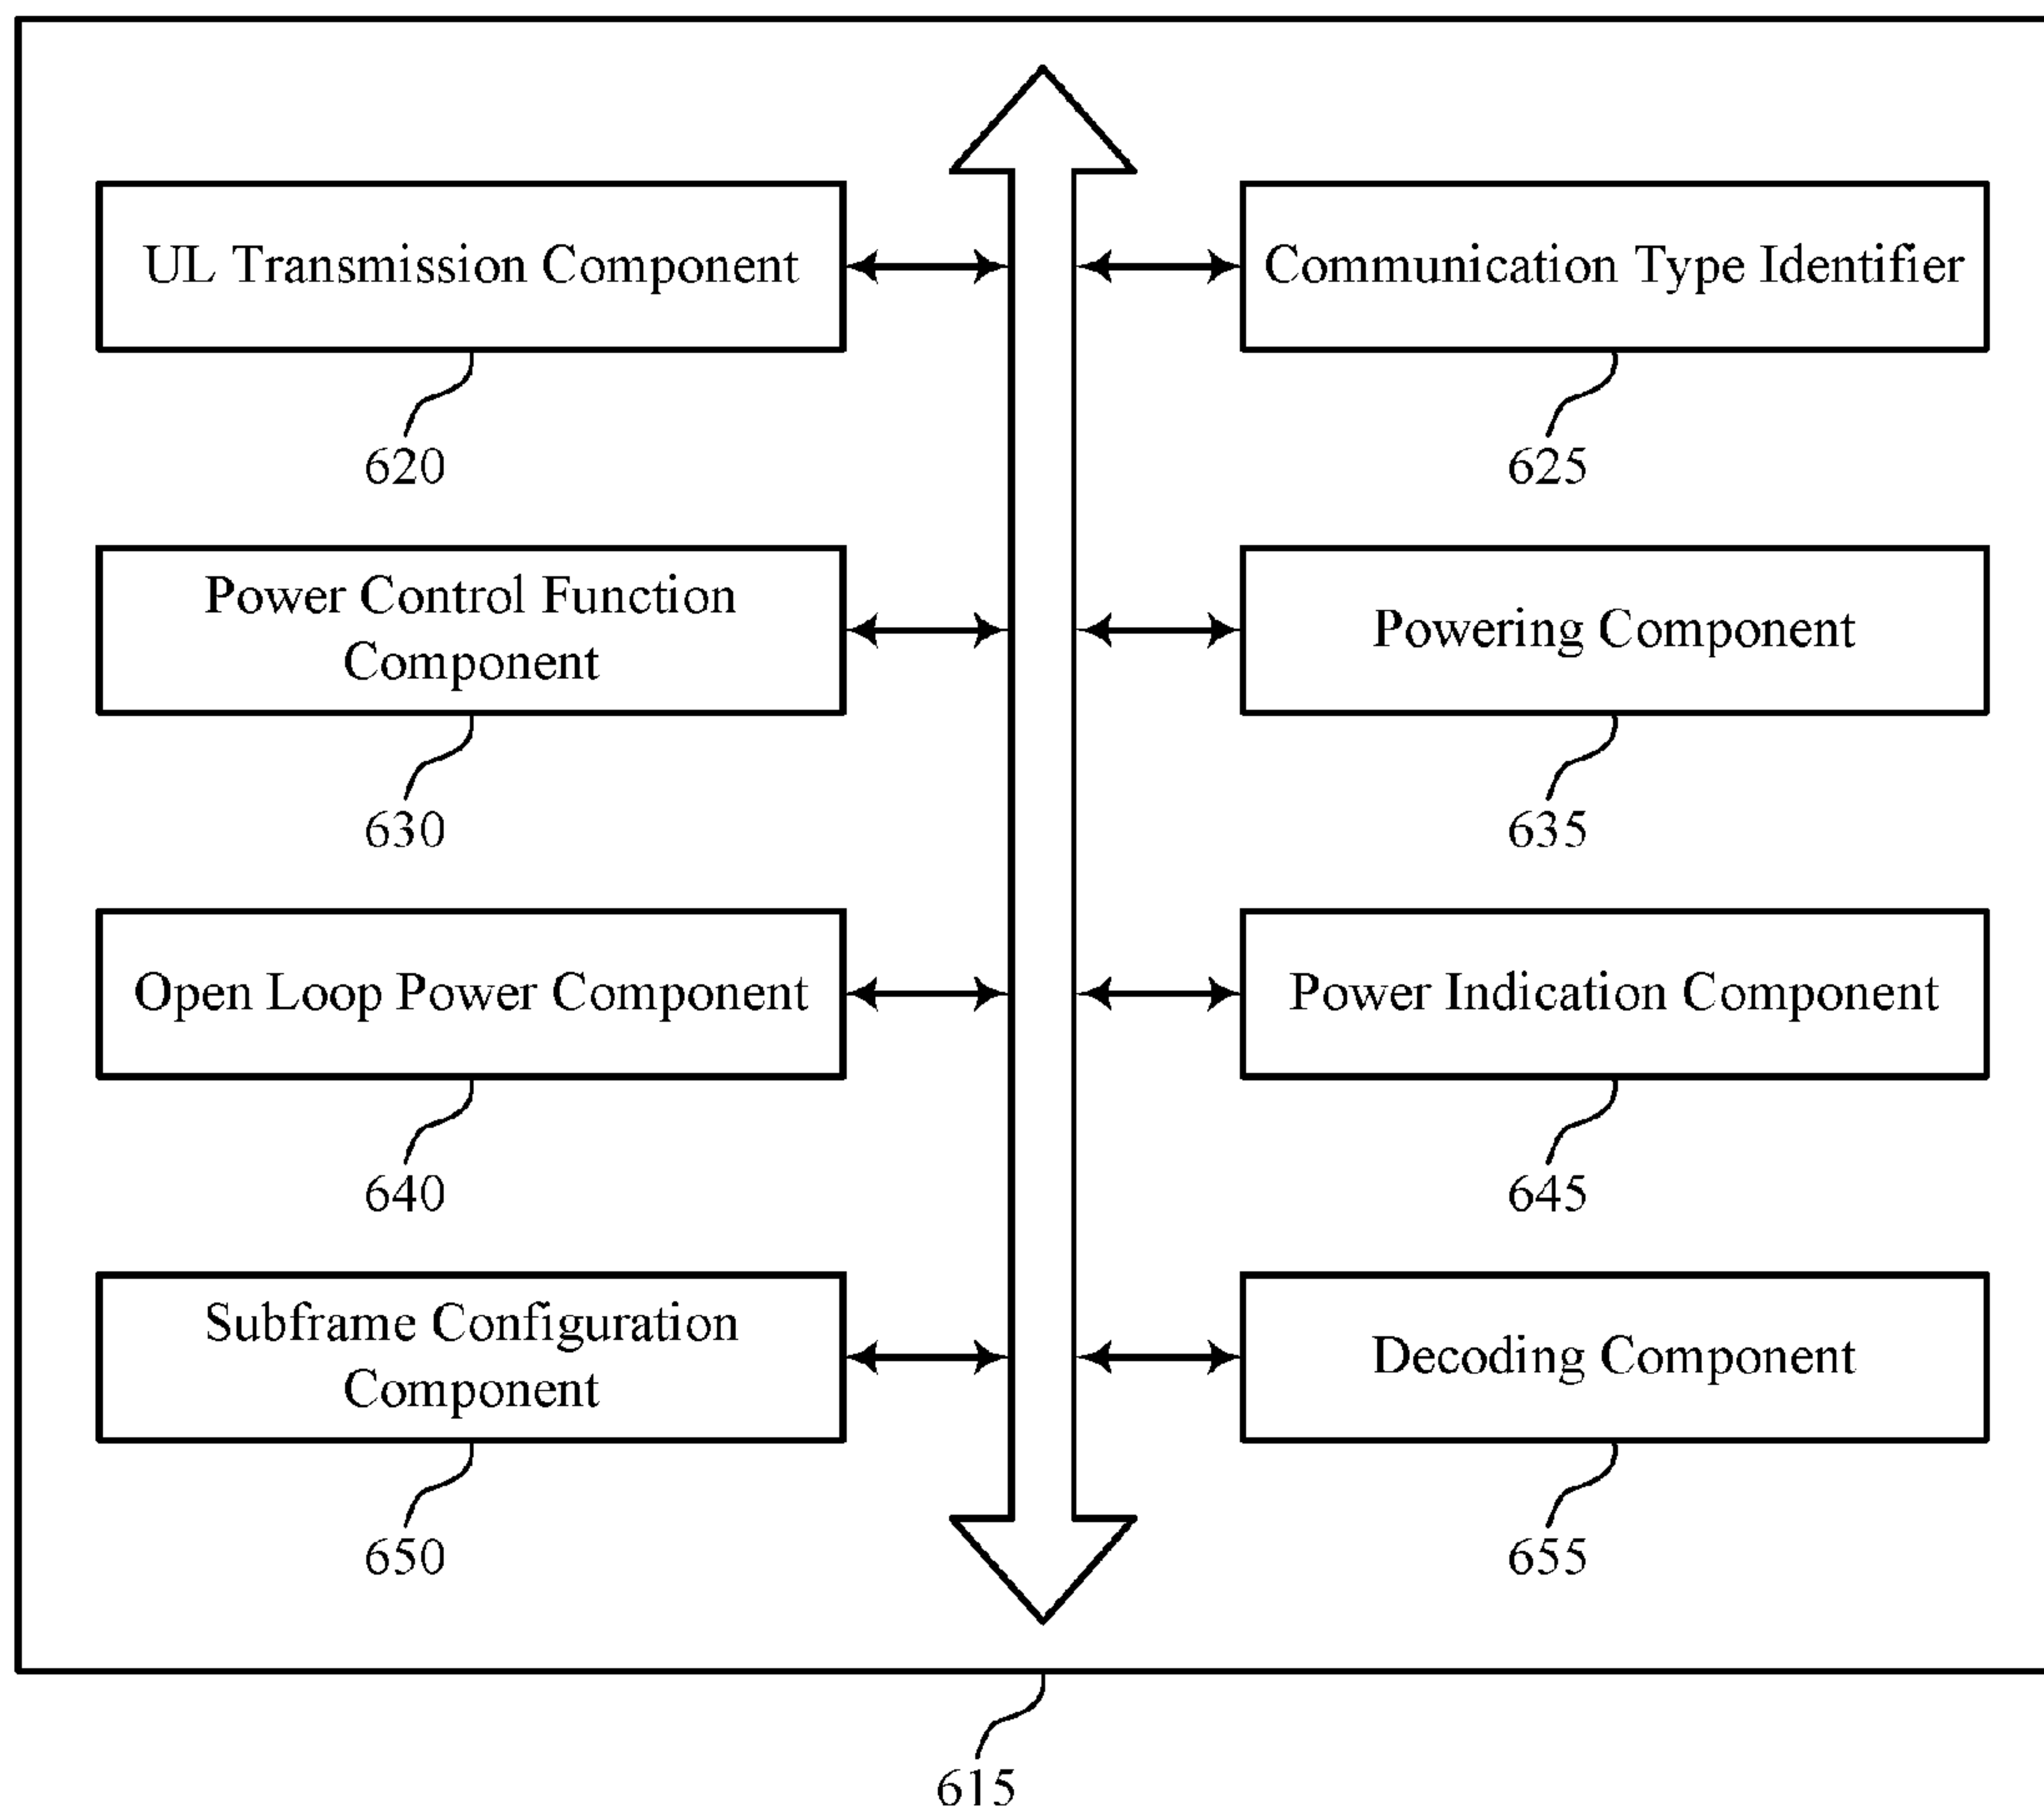 UL Transmission Component
Communication Type Identifier
620
625
Power Control Function
Component
Powering Component
630
635
Open Loop Power Component
Power Indication Component
640
645
Subframe Configuration
Component
Decoding Component
650
655
615